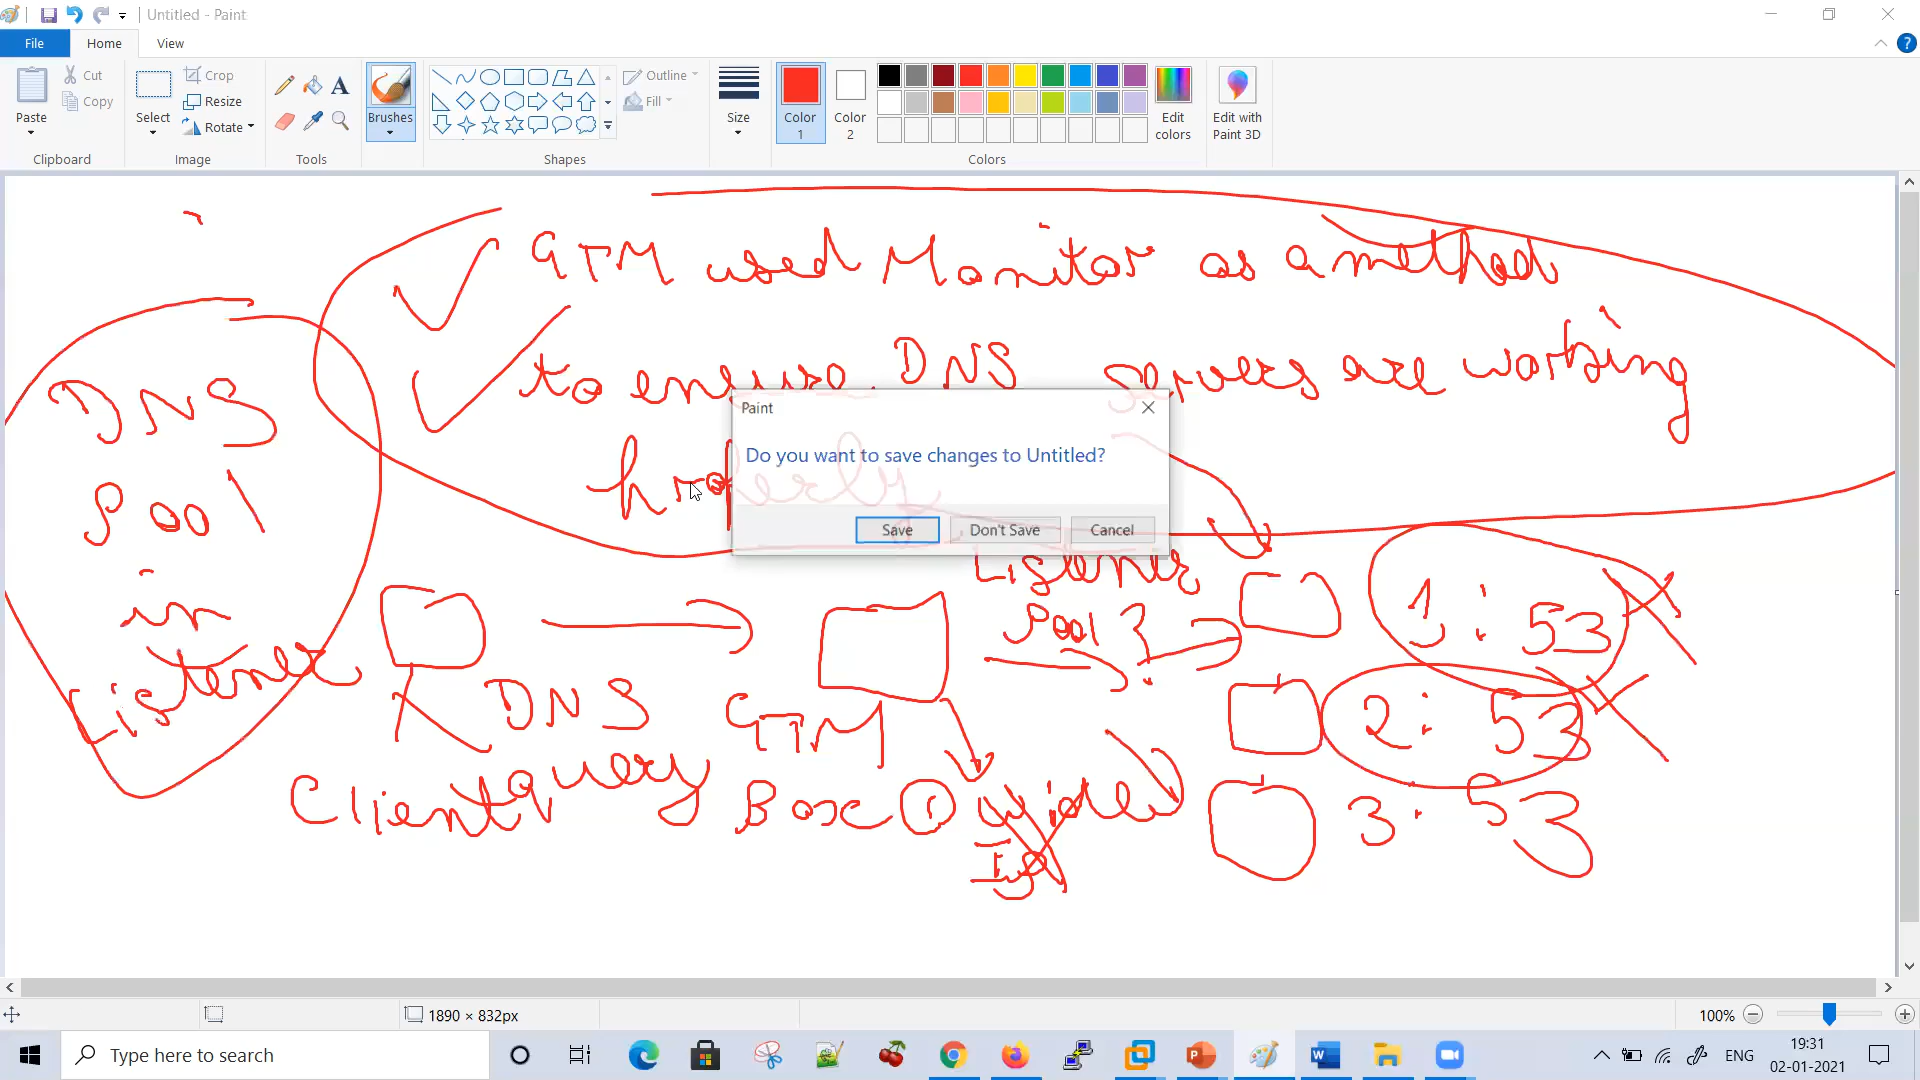 Untitled - Paint
File
Home
View
Paste
Cut
Copy
Clipboard
Select
Crop
Resize
Rotate
Image
Tools
Brushes
Shapes
Outline
Fill
Size
Color 1
Color 2
Colors
Edit colors
Edit with Paint 3D
GTM used Monitor as a method
to ensure DNS Servers are working
properly
DNS
Pool
in
Listener
Paint
Do you want to save changes to Untitled?
Save
Don't Save
Cancel
Listener
Pool ?
1 : 53
2 : 53
3 : 53
DNS
Client query
GTM
Box 1
Wideip
1890 × 832px
100%
Type here to search
ENG
19:31
02-01-2021